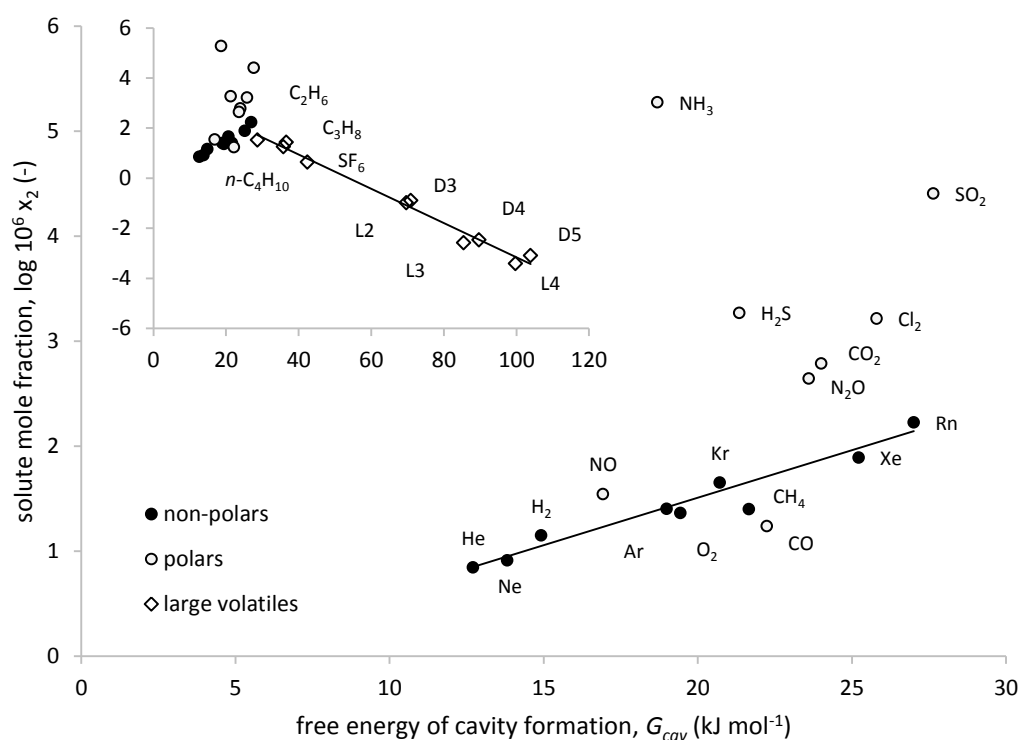 solute mole fraction, log 10⁶ x₂ (-)
6
5
4
3
2
1
0
0
5
10
15
20
25
30
free energy of cavity formation, G_cav (kJ mol⁻¹)
6
4
2
0
-2
-4
-6
0
20
40
60
80
100
120
C₂H₆
C₃H₈
SF₆
n-C₄H₁₀
D3
L2
D4
L3
D5
L4
NH₃
SO₂
H₂S
Cl₂
CO₂
N₂O
Rn
Xe
Kr
NO
CH₄
H₂
CO
He
Ar
O₂
Ne
non-polars
polars
large volatiles